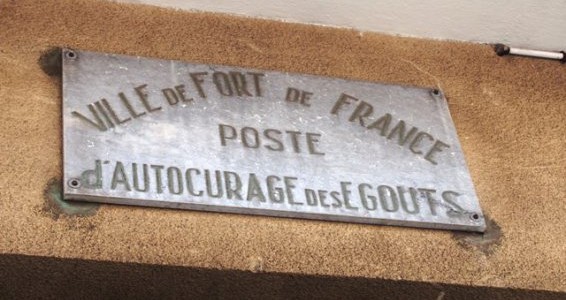 VILLE DE FORT DE FRANCE
POSTE
d'AUTOCURAGE DES EGOUTS